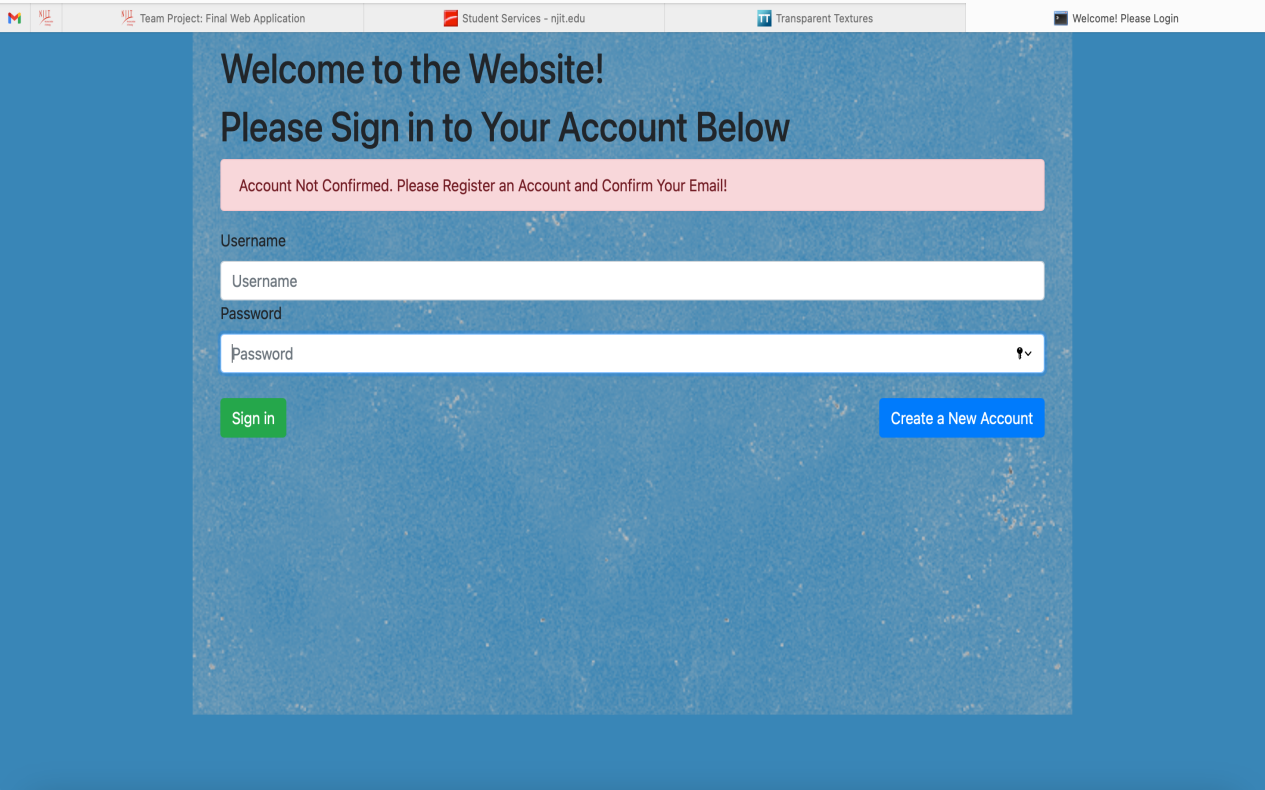 Team Project: Final Web Application
Student Services - njit.edu
Transparent Textures
Welcome! Please Login
Welcome to the Website!
Please Sign in to Your Account Below
Account Not Confirmed. Please Register an Account and Confirm Your Email!
Username
Username
Password
Password
Sign in
Create a New Account